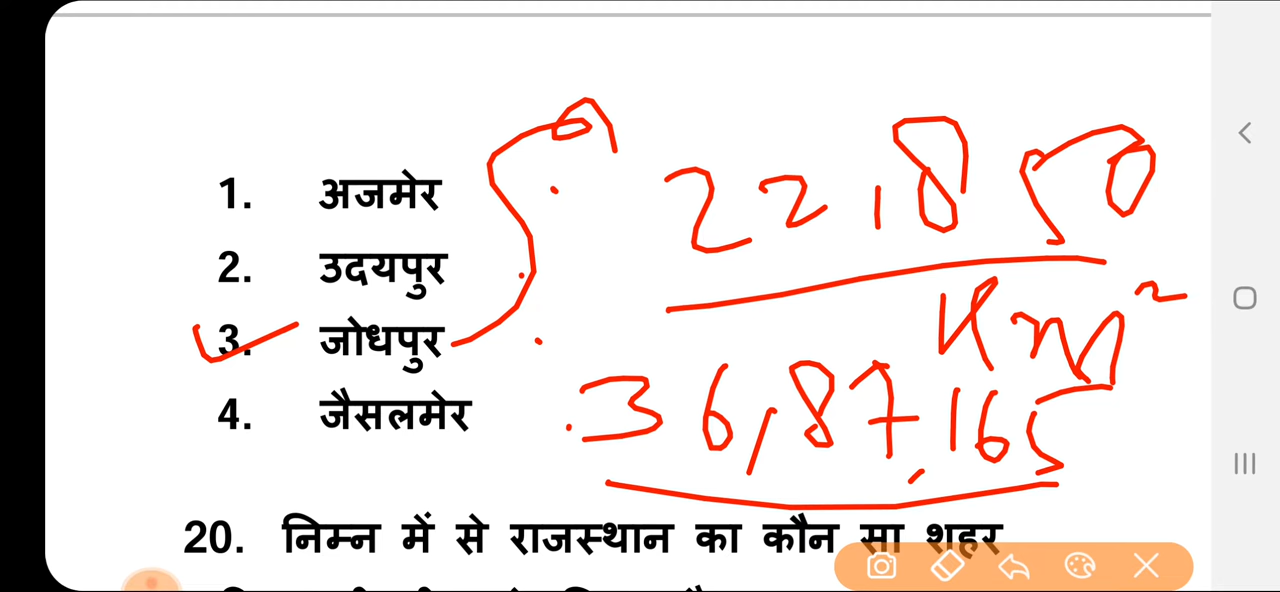 1. अजमेर
22,850
2. उदयपुर
Km²
3. जोधपुर
4. जैसलमेर
36,87,165
20. निम्न में से राजस्थान का कौन सा शहर